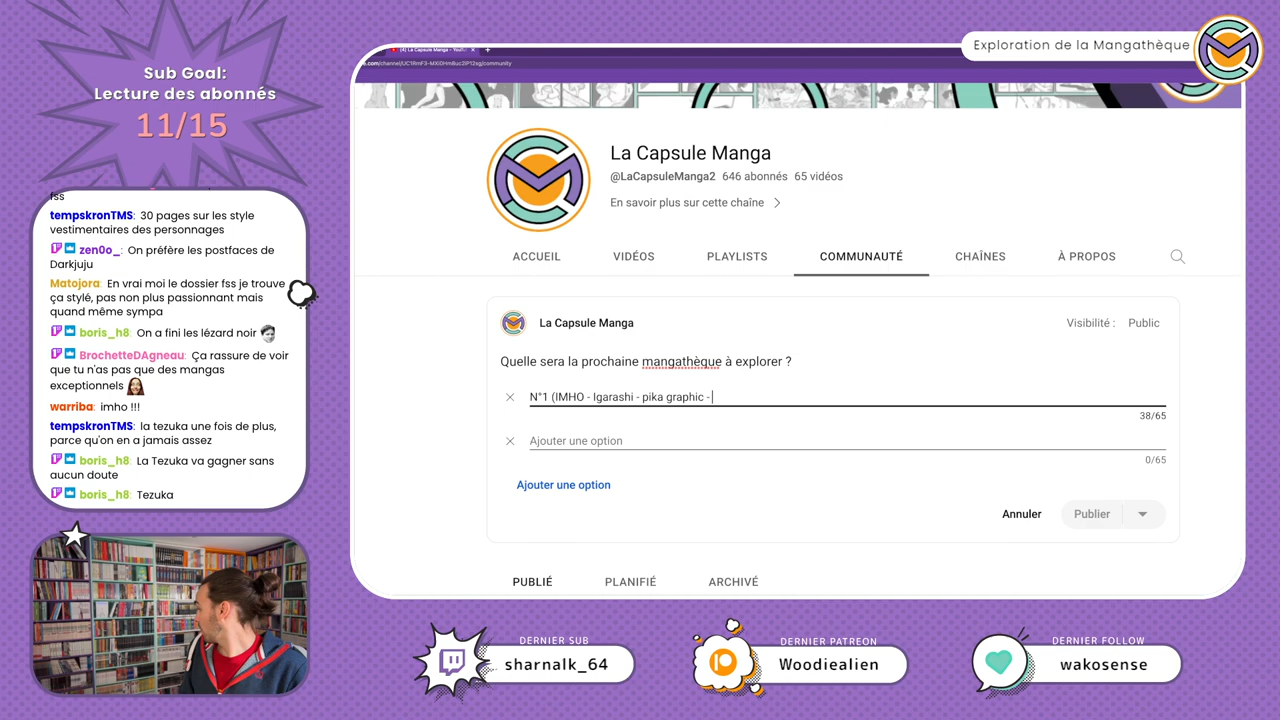 Sub Goal:
Lecture des abonnés
11/15
fss
tempskronTMS: 30 pages sur les style
vestimentaires des personnages
zen0o_: On préfère les postfaces de
Darkjuju
Matojora: En vrai moi le dossier fss je trouve
ça stylé, pas non plus passionnant mais
quand même sympa
boris_h8: On a fini les lézard noir
BrochetteDAgneau: Ça rassure de voir
que tu n'as pas que des mangas
exceptionnels
warriba: imho !!!
tempskronTMS: la tezuka une fois de plus,
parce qu'on en a jamais assez
boris_h8: La Tezuka va gagner sans
aucun doute
boris_h8: Tezuka
(4) La Capsule Manga - YouTu
Exploration de la Mangathèque
La Capsule Manga
@LaCapsuleManga2 646 abonnés 65 vidéos
En savoir plus sur cette chaîne
ACCUEIL VIDÉOS PLAYLISTS COMMUNAUTÉ CHAÎNES À PROPOS
La Capsule Manga
Visibilité : Public
Quelle sera la prochaine mangathèque à explorer ?
N°1 (IMHO - Igarashi - pika graphic -
38/65
Ajouter une option
0/65
Ajouter une option
Annuler Publier
PUBLIÉ PLANIFIÉ ARCHIVÉ
DERNIER SUB
sharnalk_64
DERNIER PATREON
Woodiealien
DERNIER FOLLOW
wakosense